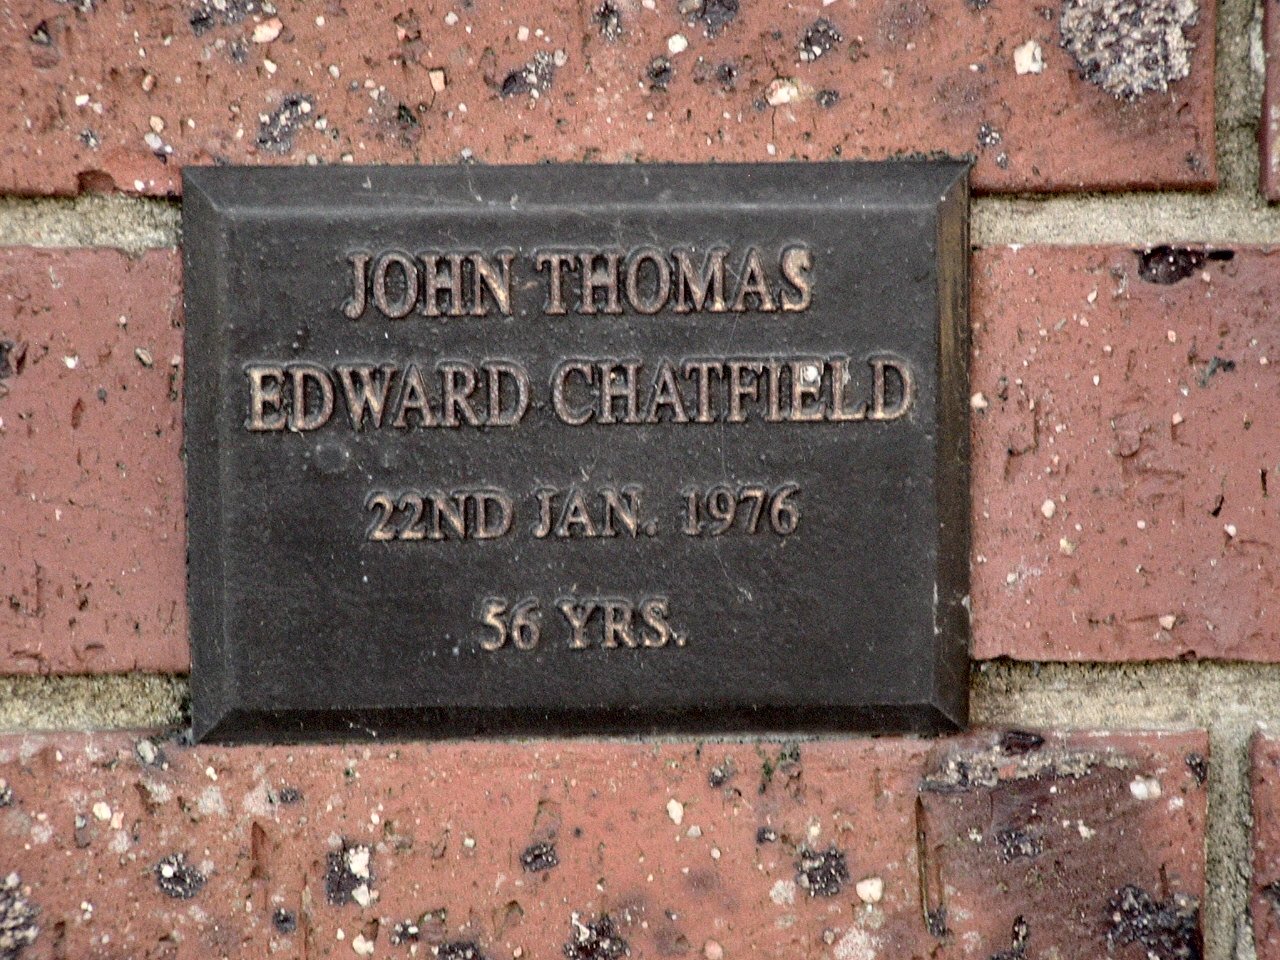 JOHN THOMAS
EDWARD CHATFIELD
22ND JAN. 1976
56 YRS.